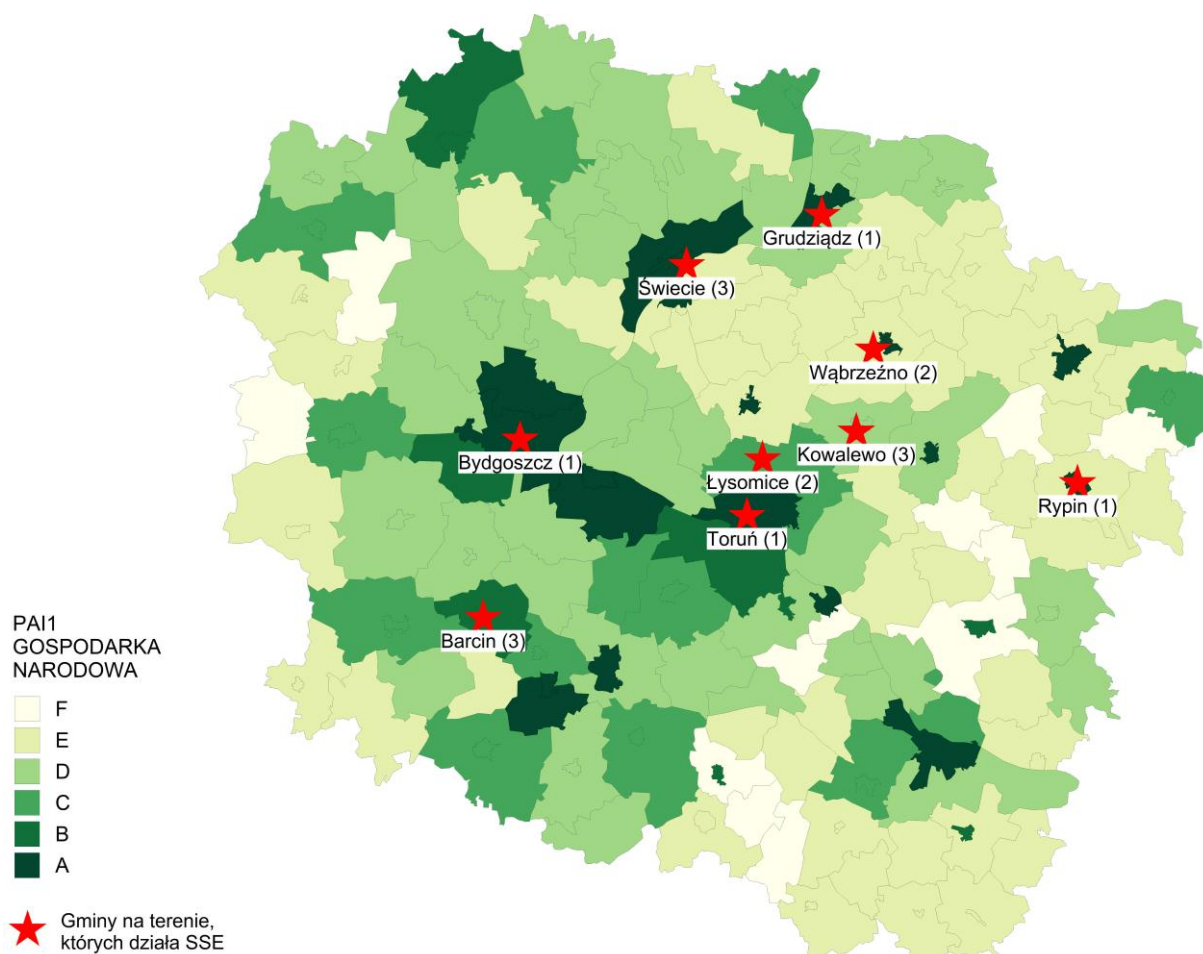 Grudziądz (1)
Świecie (3)
Wąbrzeźno (2)
Kowalewo (3)
Bydgoszcz (1)
Łysomice (2)
Rypin (1)
Toruń (1)
Barcin (3)
PAI1
GOSPODARKA
NARODOWA
F
E
D
C
B
A
Gminy na terenie,
których działa SSE